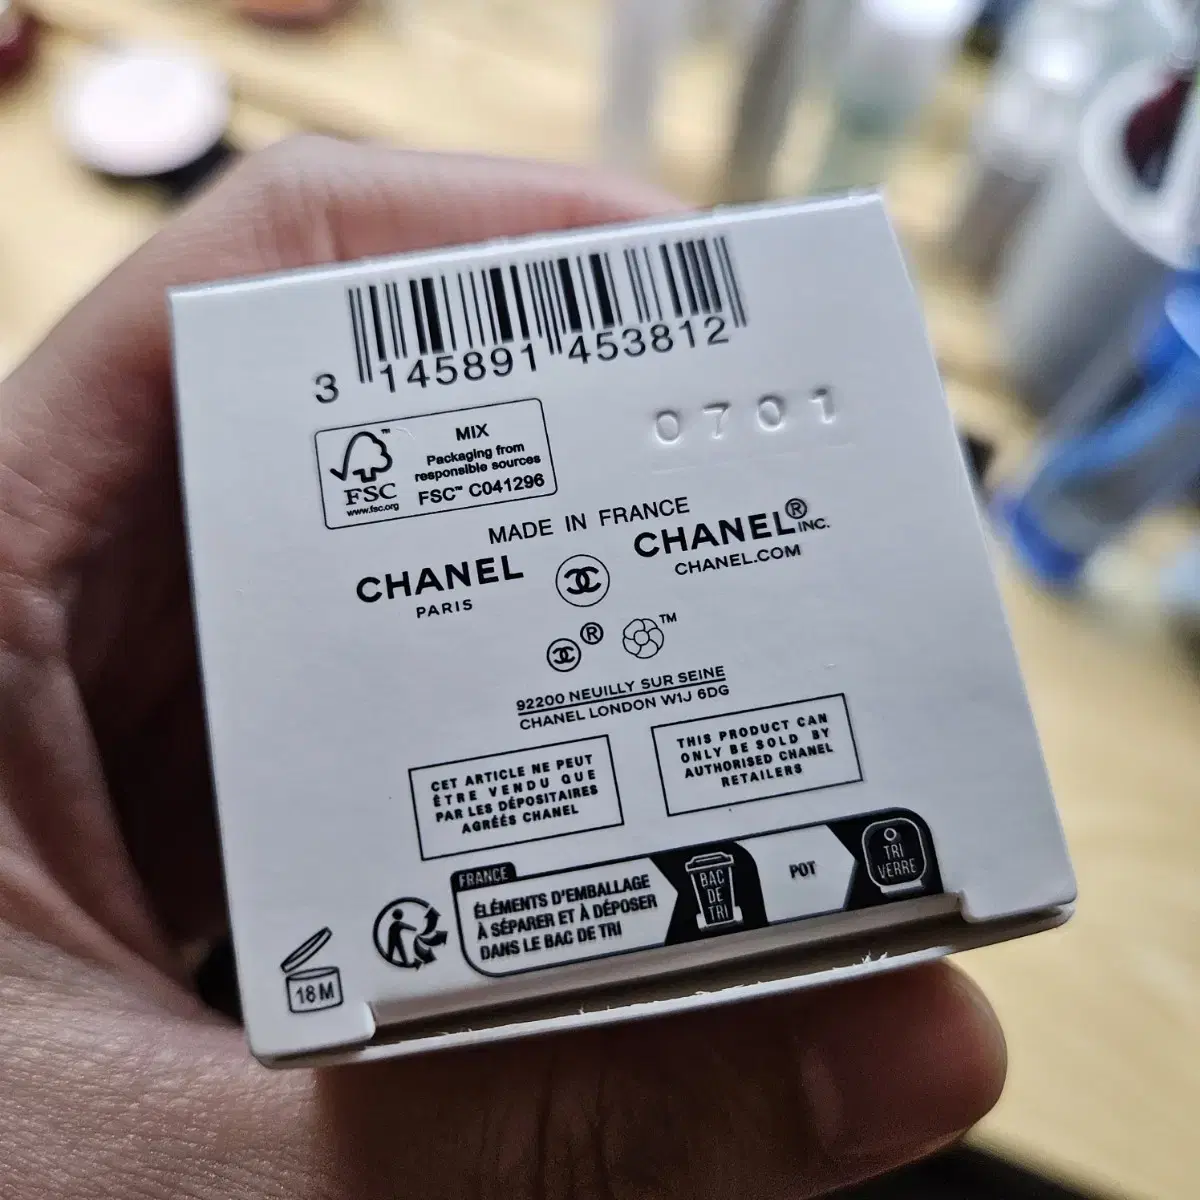 3 145891 453812
0701
MIX
Packaging from
responsible sources
FSC™ C041296
FSC
www.fsc.org
MADE IN FRANCE
CHANEL
PARIS
CHANEL® INC.
CHANEL.COM
®
™
92200 NEUILLY SUR SEINE
CHANEL LONDON W1J 6DG
CET ARTICLE NE PEUT
ÊTRE VENDU QUE
PAR LES DÉPOSITAIRES
AGRÉÉS CHANEL
THIS PRODUCT CAN
ONLY BE SOLD BY
AUTHORISED CHANEL
RETAILERS
18 M
FRANCE
ÉLÉMENTS D'EMBALLAGE
À SÉPARER ET À DÉPOSER
DANS LE BAC DE TRI
BAC
DE
TRI
POT
TRI
VERRE